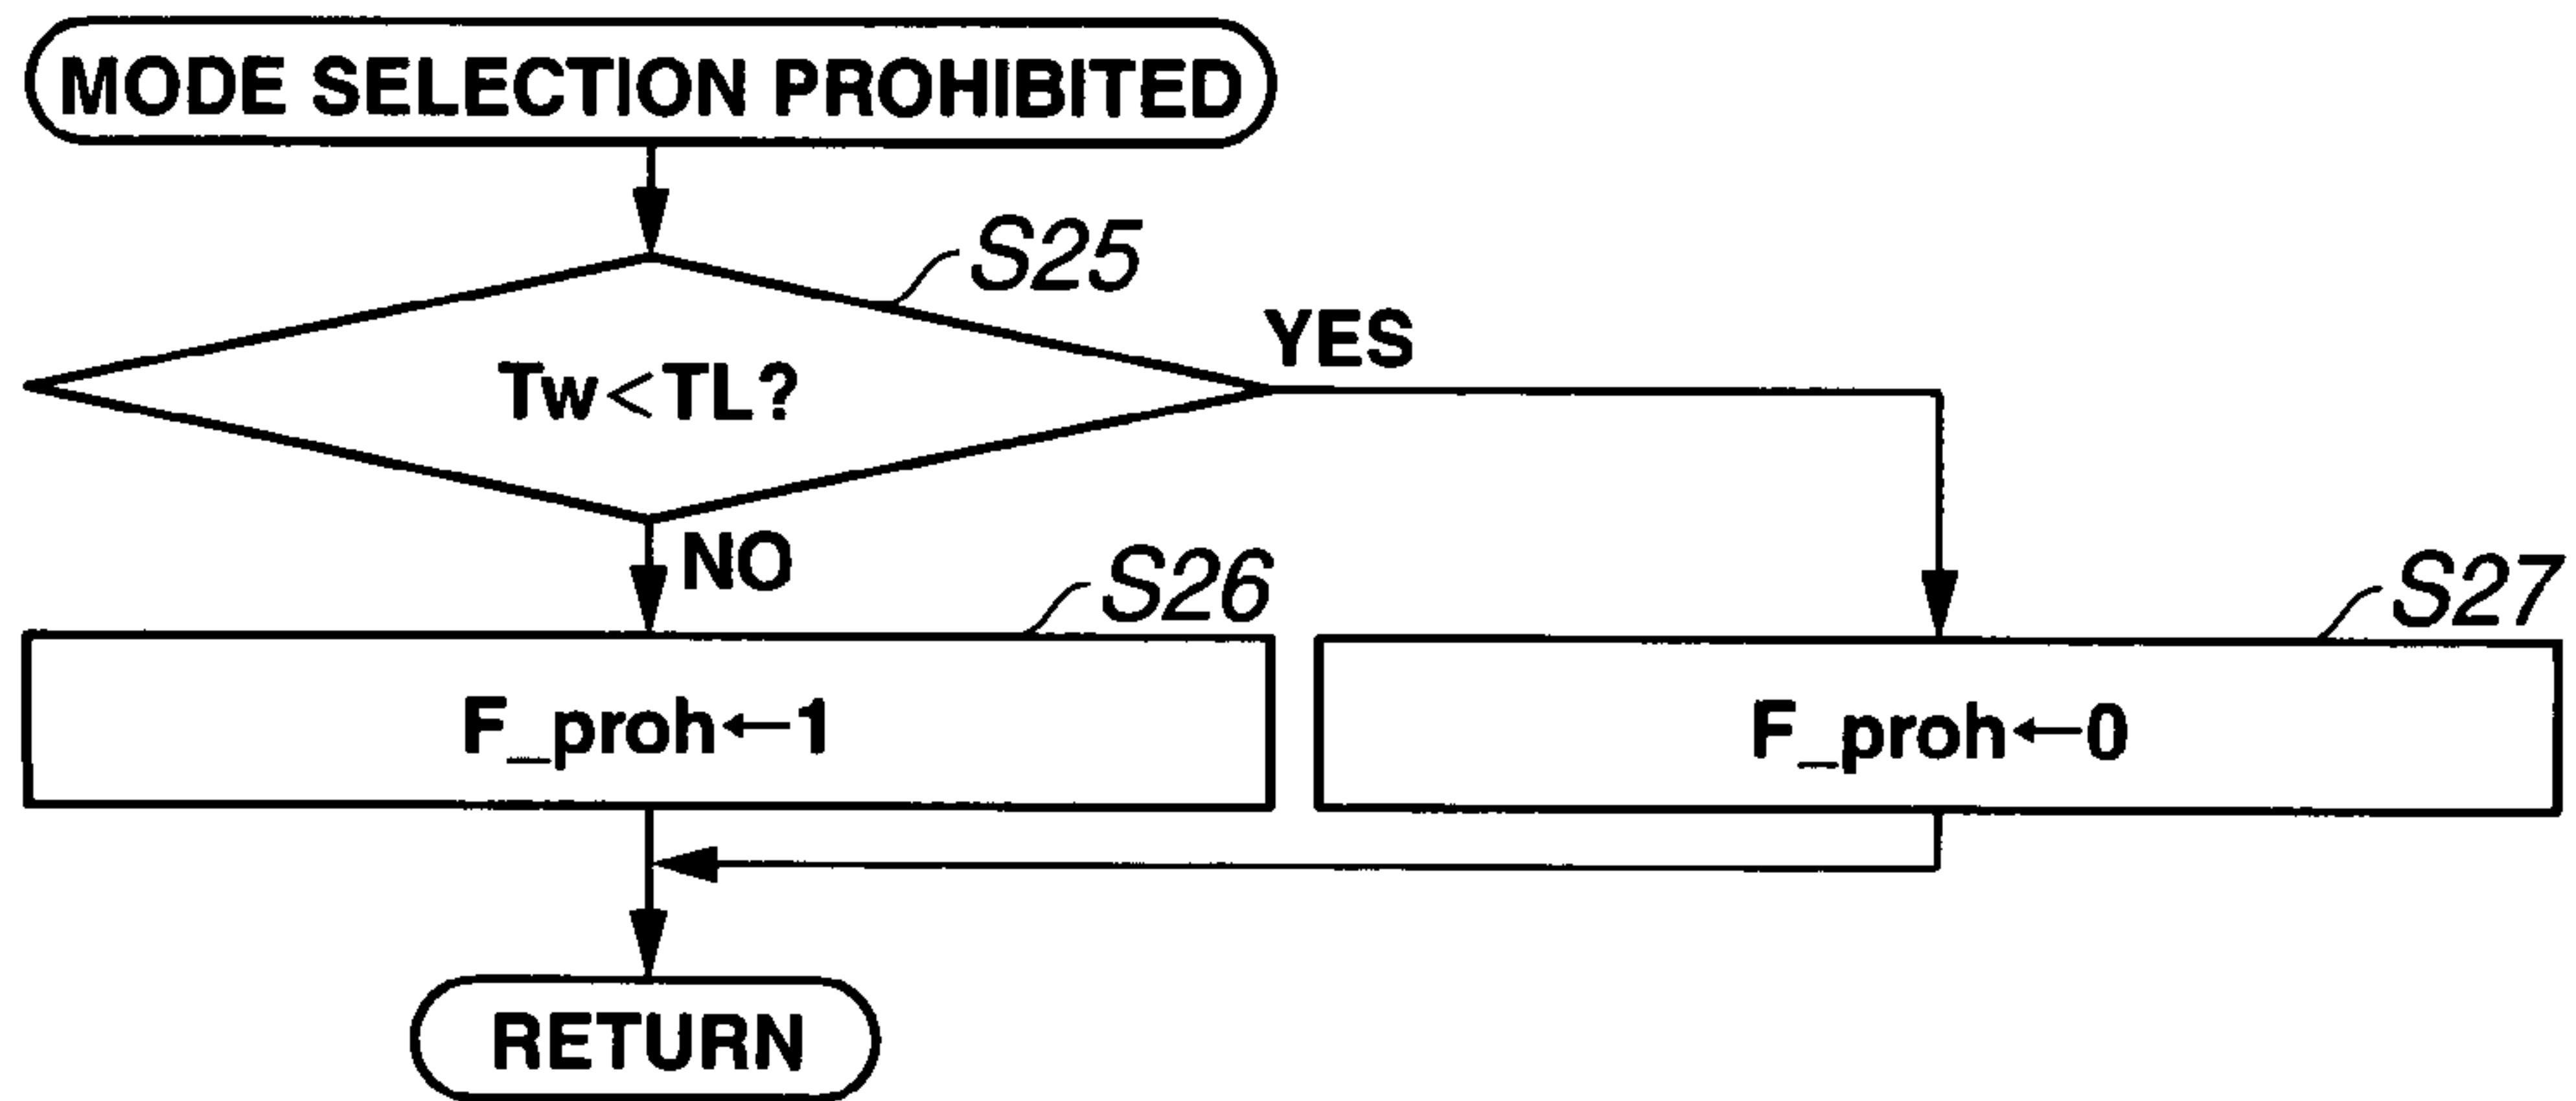 MODE SELECTION PROHIBITED
S25
Tw<TL?
YES
NO
S26
S27
F_proh←1
F_proh←0
RETURN